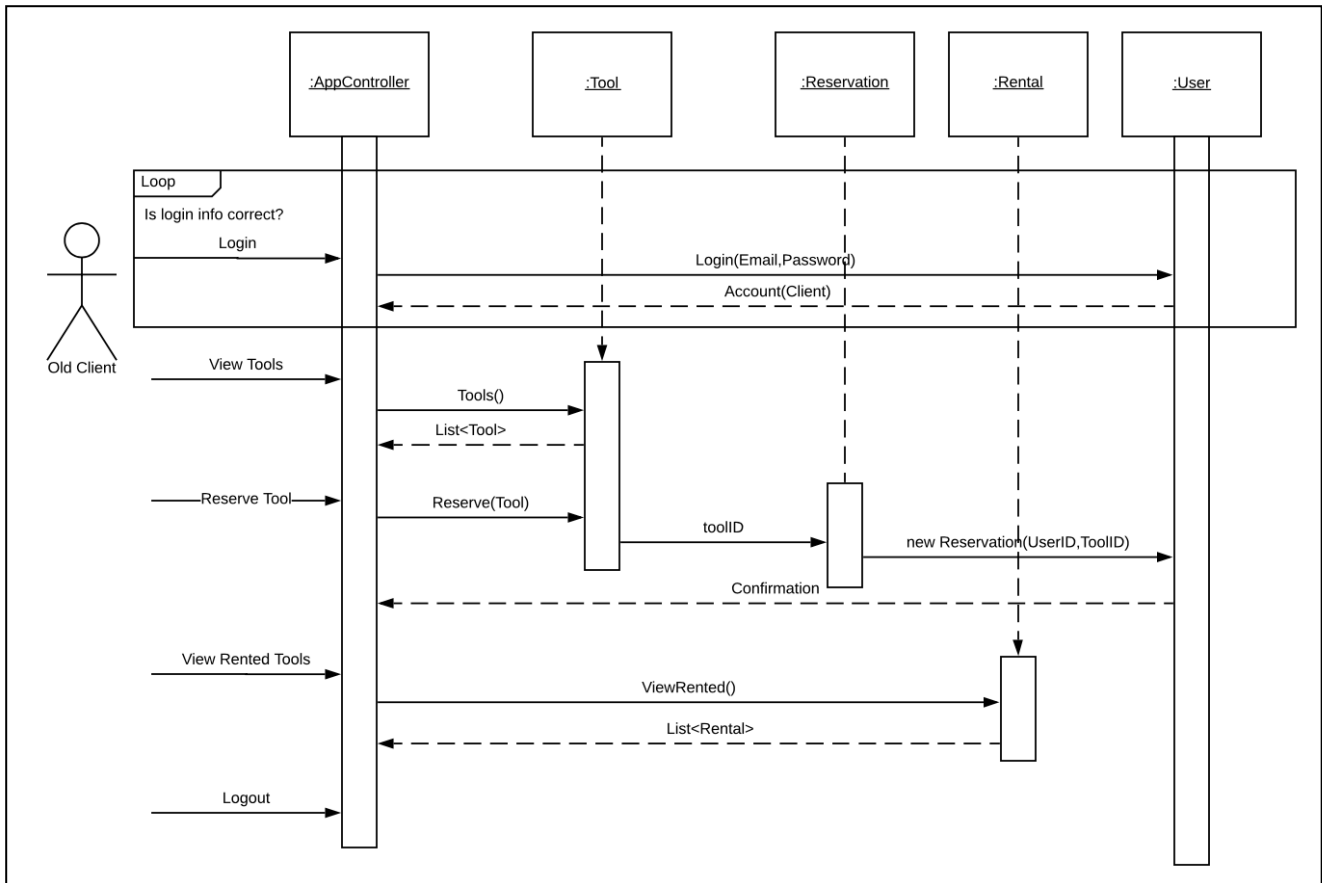 :AppController
:Tool
:Reservation
:Rental
:User
Loop
Is login info correct?
Login
Login(Email,Password)
Account(Client)
Old Client
View Tools
Tools()
List<Tool>
Reserve Tool
Reserve(Tool)
toolID
new Reservation(UserID,ToolID)
Confirmation
View Rented Tools
ViewRented()
List<Rental>
Logout